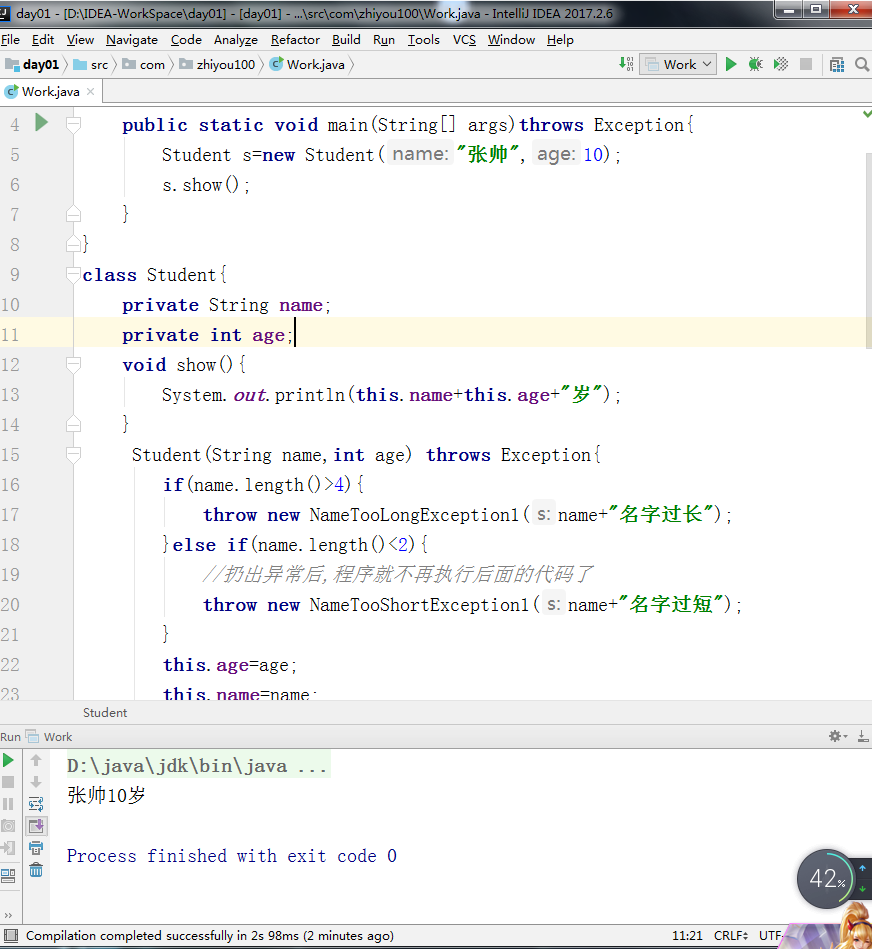 day01 - [D:\IDEA-WorkSpace\day01] - [day01] - ...\src\com\zhiyou100\Work.java - IntelliJ IDEA 2017.2.6
File Edit View Navigate Code Analyze Refactor Build Run Tools VCS Window Help
day01 src com zhiyou100 Work.java Work
Work.java
4 public static void main(String[] args)throws Exception{
5 Student s=new Student( name: "张帅", age: 10);
6 s.show();
7 }
8 }
9 class Student{
10 private String name;
11 private int age;
12 void show(){
13 System.out.println(this.name+this.age+"岁");
14 }
15 Student(String name,int age) throws Exception{
16 if(name.length()>4){
17 throw new NameTooLongException1( s: name+"名字过长");
18 }else if(name.length()<2){
19 //扔出异常后,程序就不再执行后面的代码了
20 throw new NameTooShortException1( s: name+"名字过短");
21 }
22 this.age=age;
23 this.name=name;
Student
Run Work
D:\java\jdk\bin\java ...
张帅10岁
Process finished with exit code 0
42%
Compilation completed successfully in 2s 98ms (2 minutes ago) 11:21 CRLF UTF-